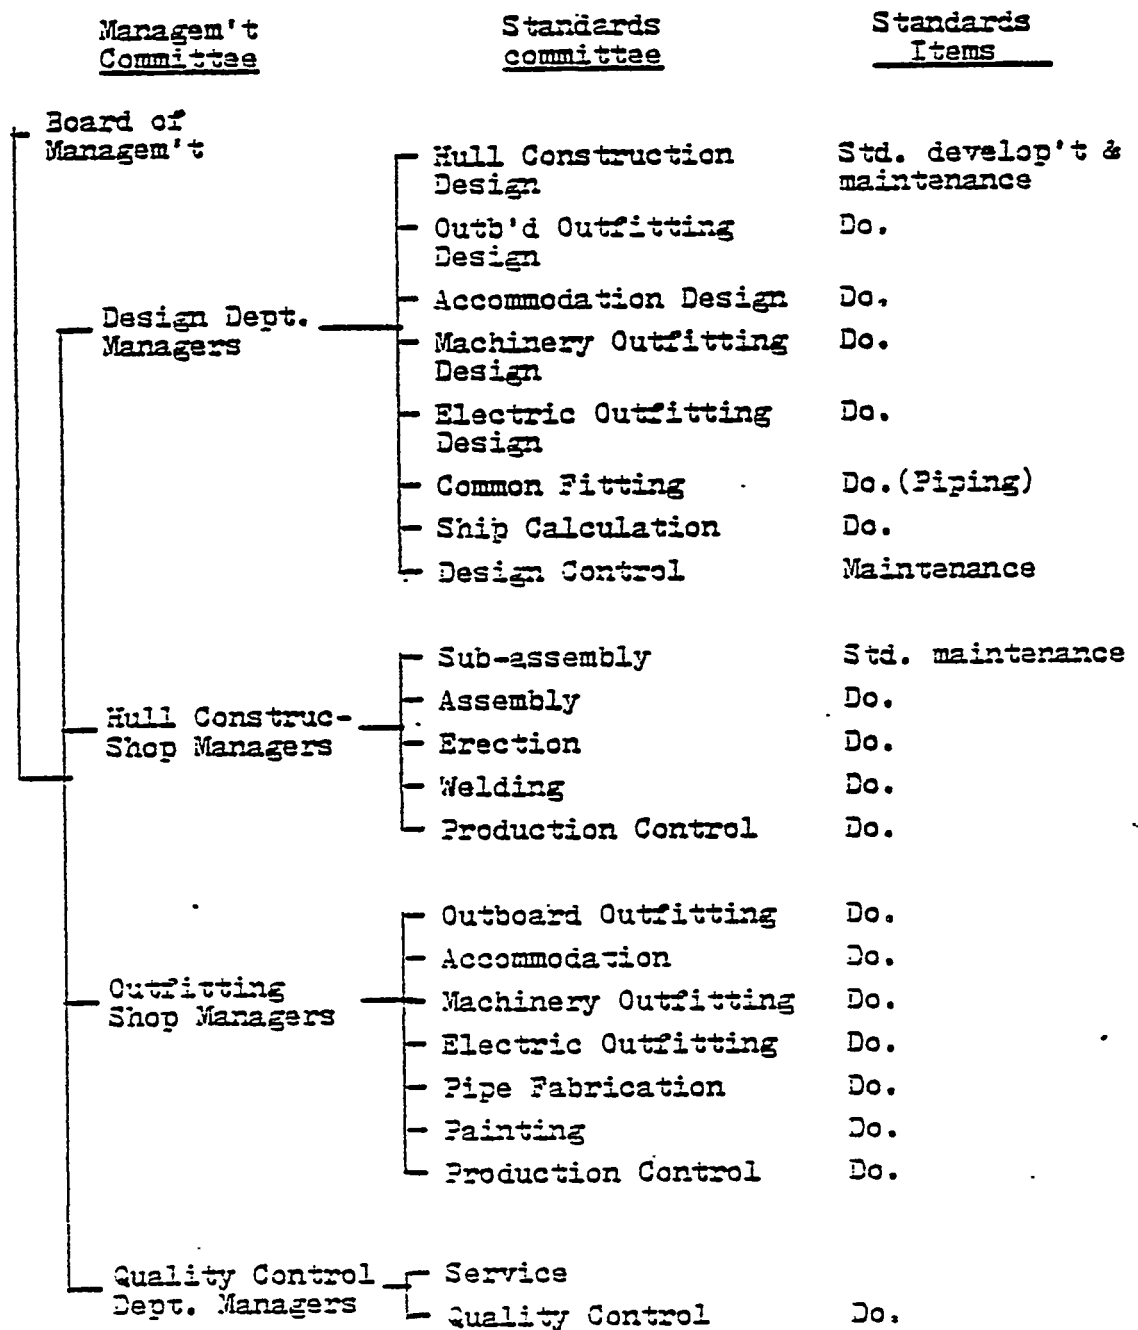 Managem't Standards Standards
Committee committee Items
Board of
Managem't
Hull Construction Std. develop't &
Design maintenance
Outb'd Outfitting Do.
Design
Accommodation Design Do.
Design Dept.
Managers
Machinery Outfitting Do.
Design
Electric Outfitting Do.
Design
Common Fitting Do.(Piping)
Ship Calculation Do.
Design Control Maintenance
Sub-assembly Std. maintenance
Assembly Do.
Hull Construc-
Shop Managers
Erection Do.
Welding Do.
Production Control Do.
Outboard Outfitting Do.
Accommodation Do.
Outfitting
Shop Managers
Machinery Outfitting Do.
Electric Outfitting Do.
Pipe Fabrication Do.
Painting Do.
Production Control Do.
Quality Control
Dept. Managers
Service
Quality Control Do.